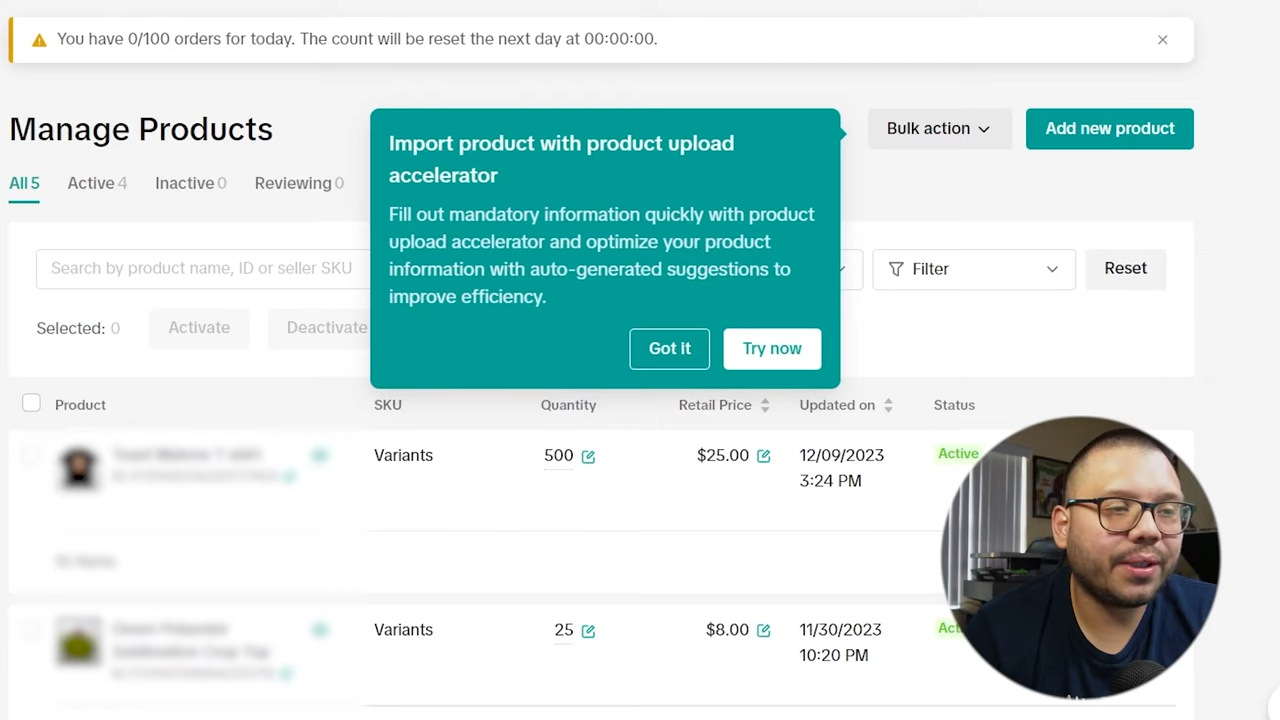 You have 0/100 orders for today. The count will be reset the next day at 00:00:00.
Manage Products
Import product with product upload
accelerator
Fill out mandatory information quickly with product
upload accelerator and optimize your product
information with auto-generated suggestions to
improve efficiency.
Got it
Try now
Bulk action
Add new product
All 5
Active 4
Inactive 0
Reviewing 0
Search by product name, ID or seller SKU
Filter
Reset
Selected: 0
Activate
Deactivate
Product
SKU
Quantity
Retail Price
Updated on
Status
Variants
500
$25.00
12/09/2023
3:24 PM
Active
Variants
25
$8.00
11/30/2023
10:20 PM